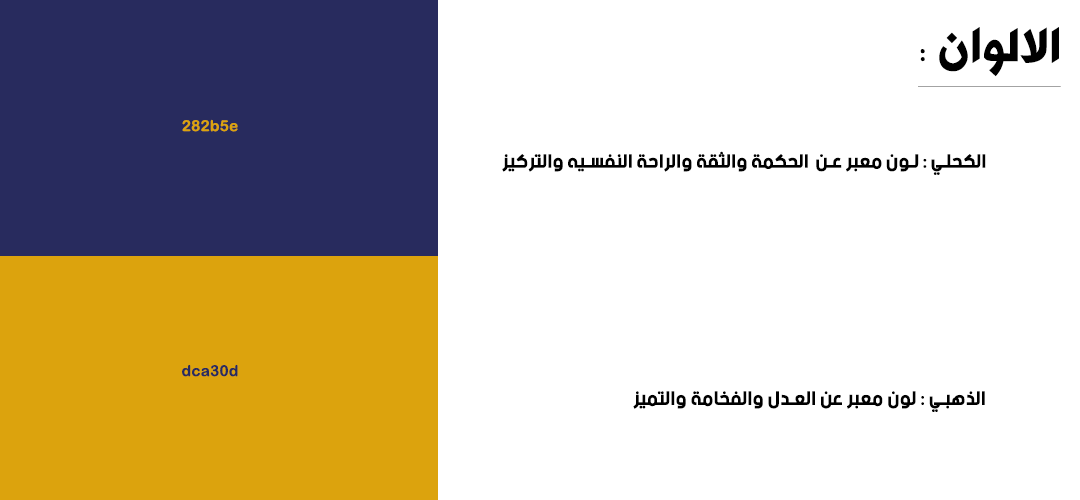 الالوان :
282b5e
الكحلي : لون معبر عن الحكمة والثقة والراحة النفسيه والتركيز
dca30d
الذهبي : لون معبر عن العدل والفخامة والتميز